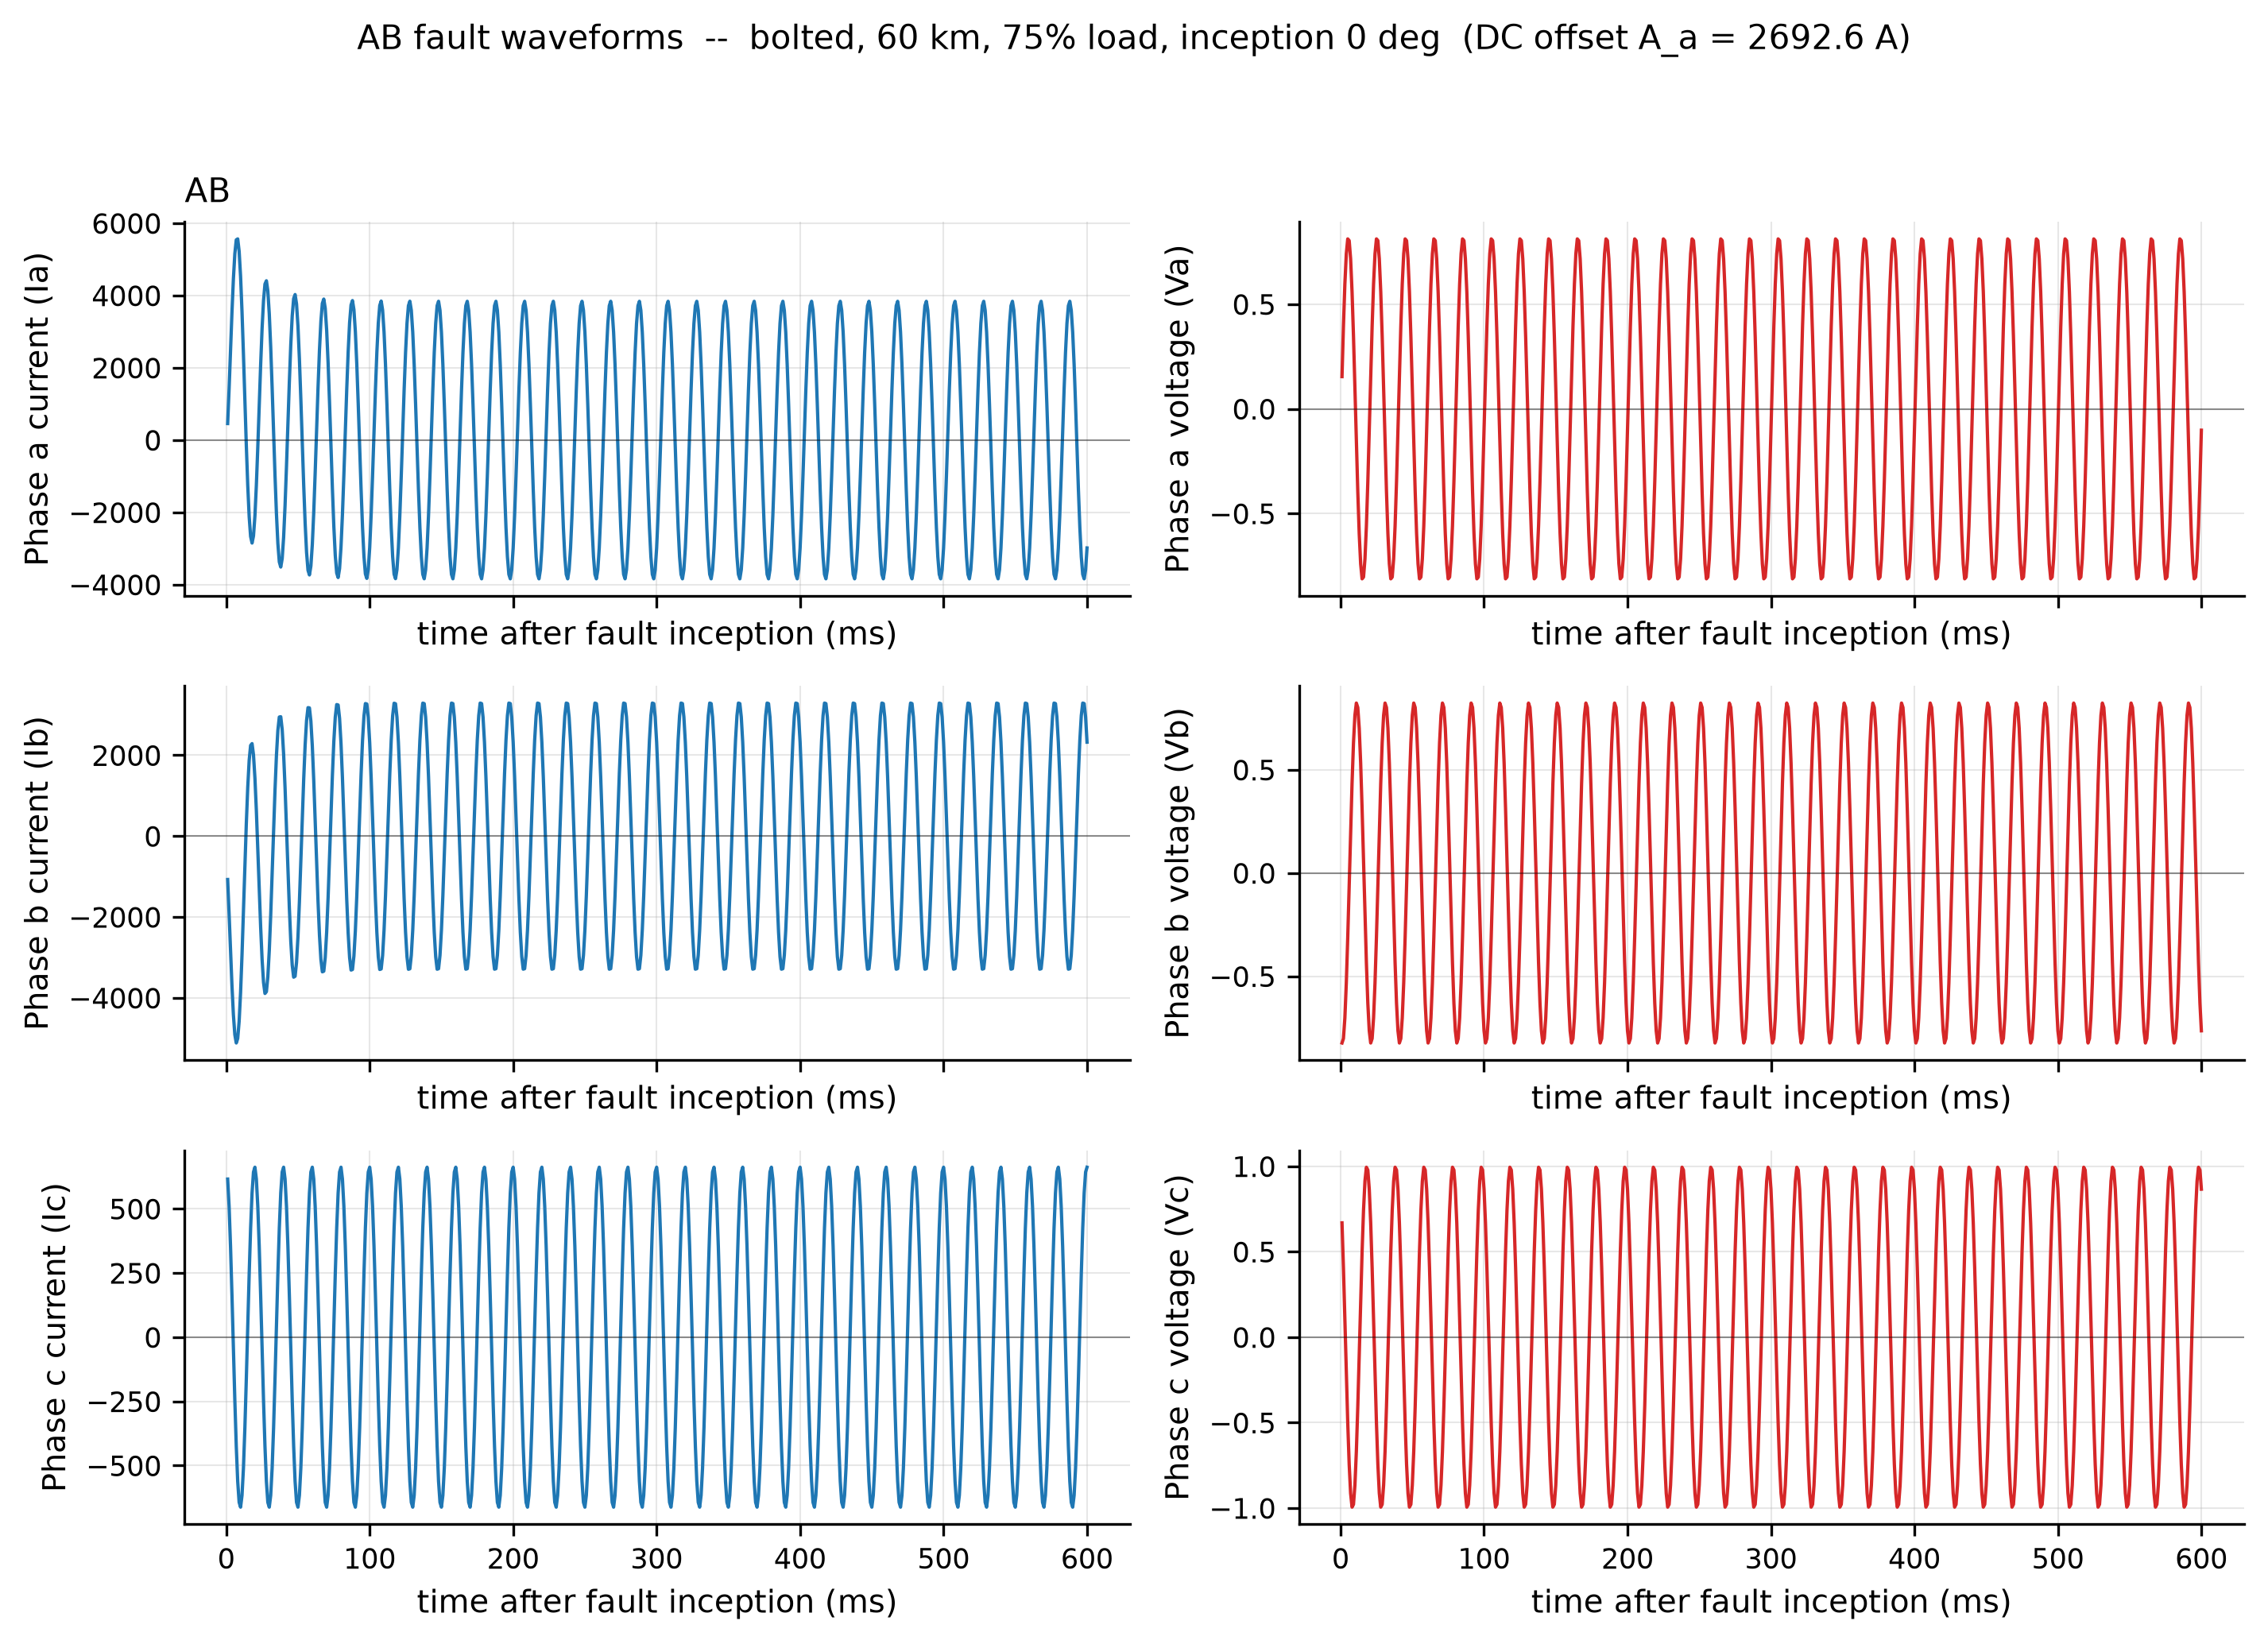 AB fault waveforms  --  bolted, 60 km, 75% load, inception 0 deg  (DC offset A_a = 2692.6 A)
AB
Phase a current (Ia)
6000
4000
2000
0
−2000
−4000
time after fault inception (ms)
Phase a voltage (Va)
0.5
0.0
−0.5
time after fault inception (ms)
Phase b current (Ib)
2000
0
−2000
−4000
time after fault inception (ms)
Phase b voltage (Vb)
0.5
0.0
−0.5
time after fault inception (ms)
Phase c current (Ic)
500
250
0
−250
−500
0 100 200 300 400 500 600
time after fault inception (ms)
Phase c voltage (Vc)
1.0
0.5
0.0
−0.5
−1.0
0 100 200 300 400 500 600
time after fault inception (ms)